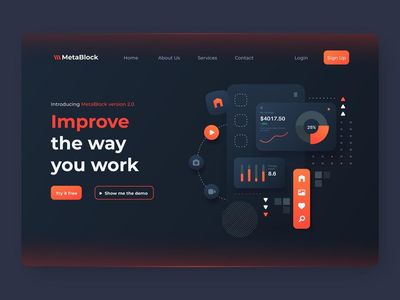 MetaBlock
Home
About Us
Services
Contact
Login
Sign Up
Introducing MetaBlock version 2.0
Improve
the way
you work
Try it free
Show me the demo
$4017.50
25%
8.6